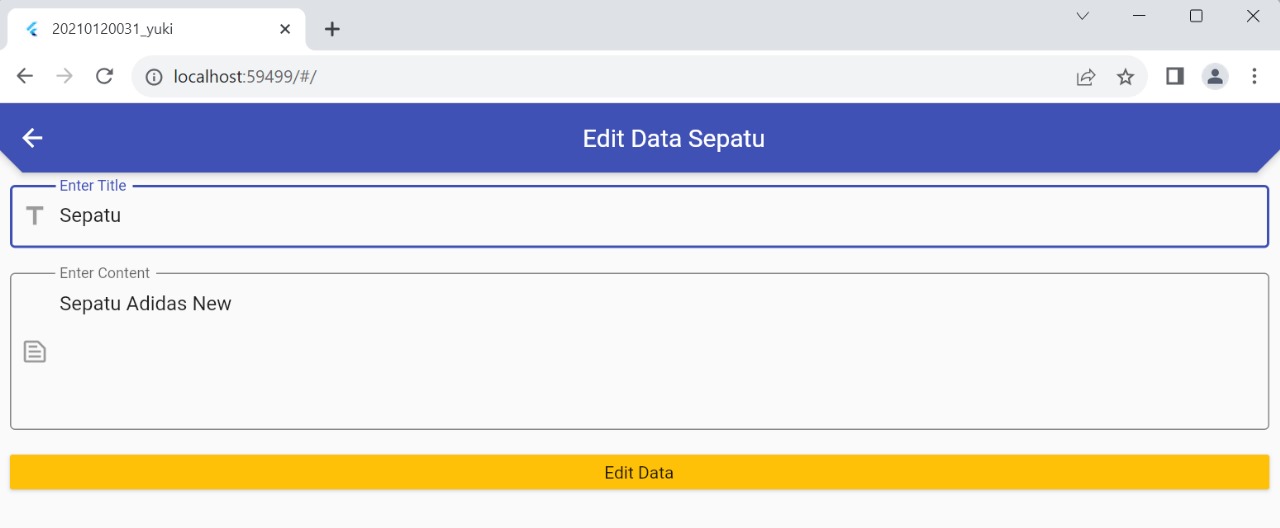 20210120031_yuki
localhost:59499/#/
Edit Data Sepatu
Enter Title
Sepatu
Enter Content
Sepatu Adidas New
Edit Data